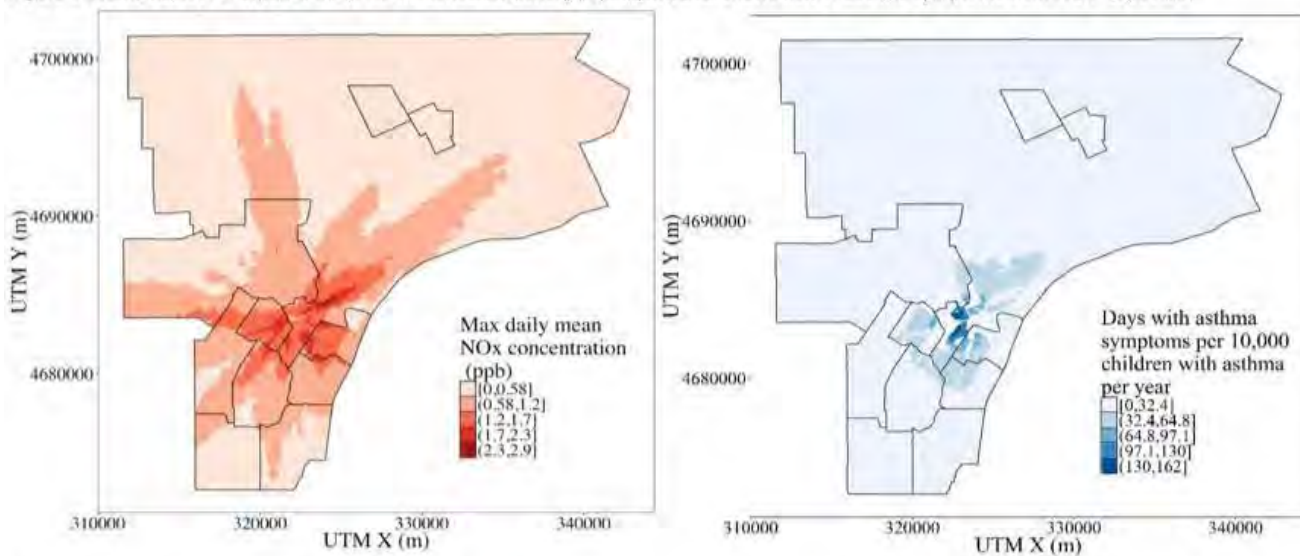 4700000
4690000
4680000
UTM Y (m)
310000 320000 330000 340000
UTM X (m)
Max daily mean
NOx concentration
(ppb)
[0,0.58]
(0.58,1.2]
(1.2,1.7]
(1.7,2.3]
(2.3,2.9]
4700000
4690000
4680000
UTM Y (m)
310000 320000 330000 340000
UTM X (m)
Days with asthma
symptoms per 10,000
children with asthma
per year
[0,32.4]
(32.4,64.8]
(64.8,97.1]
(97.1,130]
(130,162]